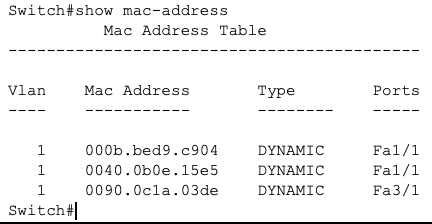 Switch#show mac-address
Mac Address Table
-------------------------------------------
Vlan    Mac Address       Type        Ports
----    -----------       --------    -----
1    000b.bed9.c904    DYNAMIC     Fa1/1
1    0040.0b0e.15e5    DYNAMIC     Fa1/1
1    0090.0c1a.03de    DYNAMIC     Fa3/1
Switch#